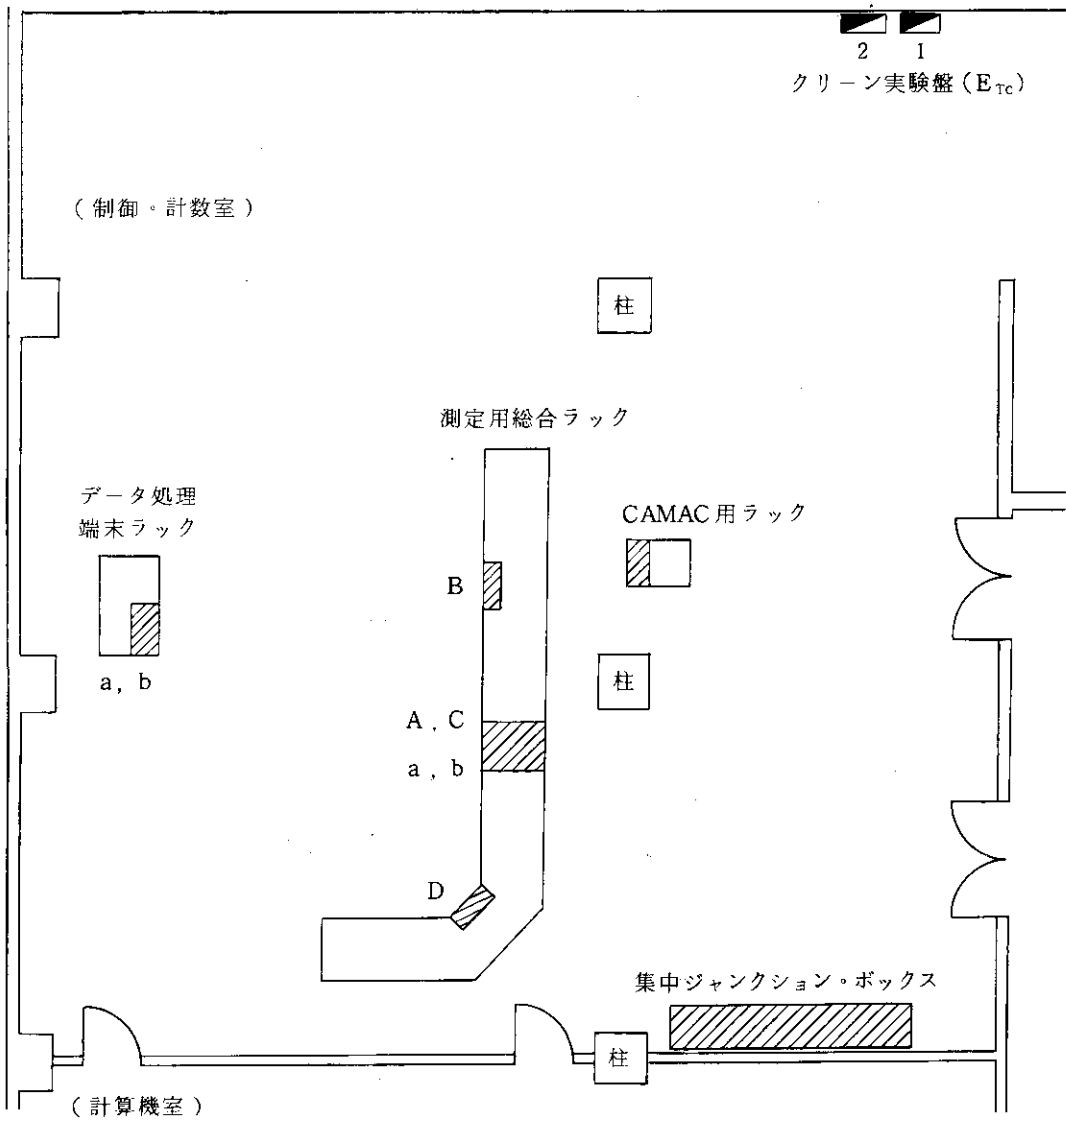 2 1
クリーン実験盤(E_TC)
(制御・計数室)
柱
測定用総合ラック
データ処理
端末ラック
CAMAC用ラック
B
a, b
柱
A, C
a, b
D
集中ジャンクション・ボックス
柱
(計算機室)